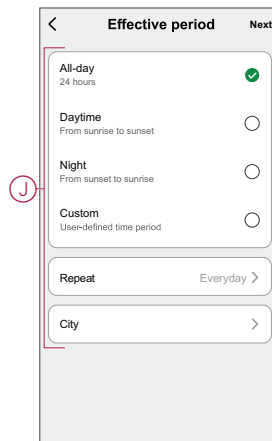 Effective period
Next
All-day
24 hours
Daytime
From sunrise to sunset
Night
From sunset to sunrise
J
Custom
User-defined time period
Repeat Everyday
City